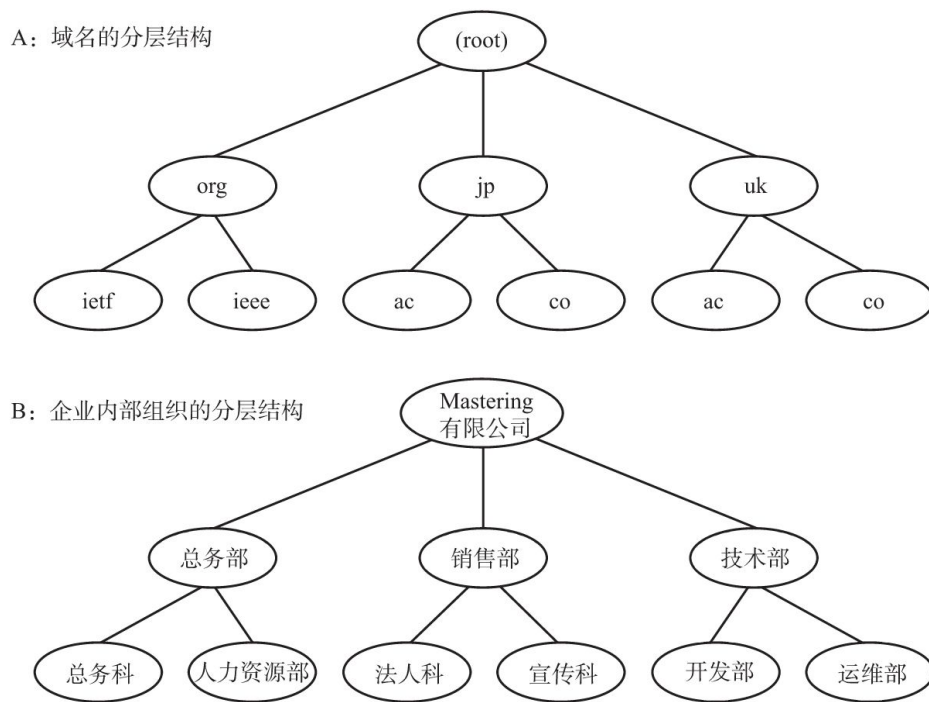 A：域名的分层结构
(root)
org
jp
uk
ietf
ieee
ac
co
ac
co
B：企业内部组织的分层结构
Mastering
有限公司
总务部
销售部
技术部
总务科
人力资源部
法人科
宣传科
开发部
运维部